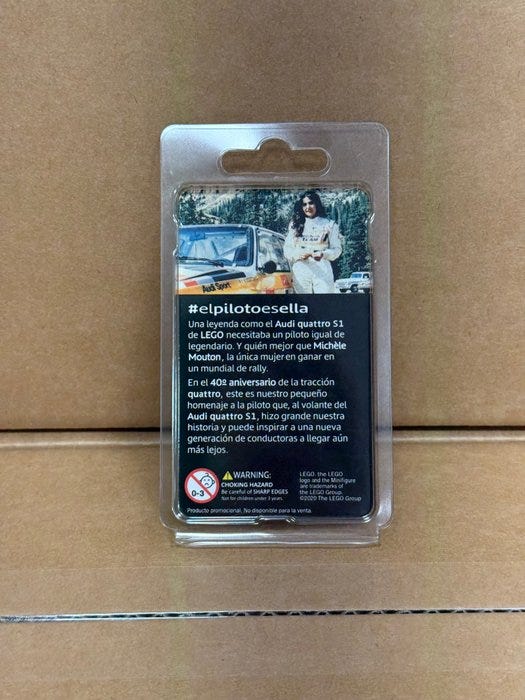 Audi Sport
#elpilotoesella
Una leyenda como el Audi quattro S1
de LEGO necesitaba un piloto igual de
legendario. Y quién mejor que Michèle
Mouton, la única mujer en ganar en
un mundial de rally.
En el 40º aniversario de la tracción
quattro, este es nuestro pequeño
homenaje a la piloto que, al volante del
Audi quattro S1, hizo grande nuestra
historia y puede inspirar a una nueva
generación de conductoras a llegar aún
más lejos.
0-3
WARNING:
CHOKING HAZARD
Be careful of SHARP EDGES
Not for children under 3 years.
LEGO, the LEGO
logo and the Minifigure
are trademarks of
the LEGO Group.
©2020 The LEGO Group
Producto promocional. No disponible para la venta.